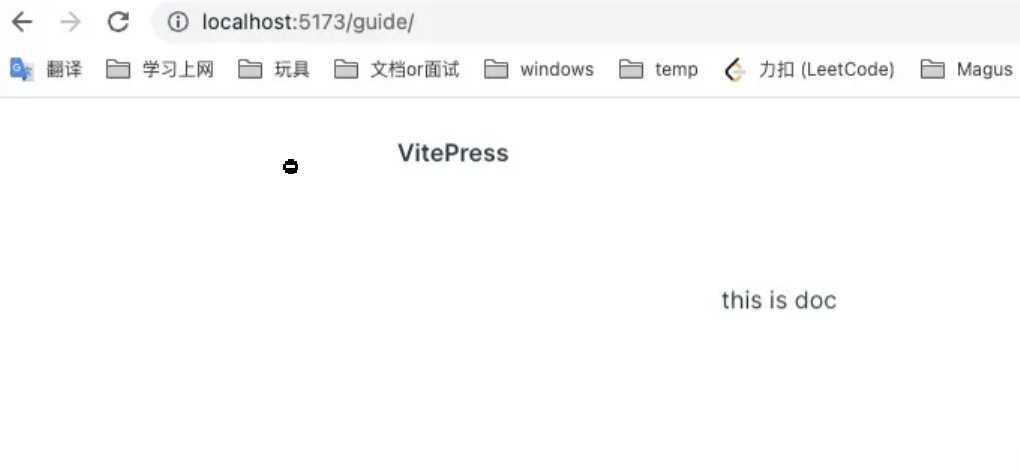 localhost:5173/guide/
翻译 学习上网 玩具 文档or面试 windows temp 力扣 (LeetCode) Magus
VitePress
this is doc